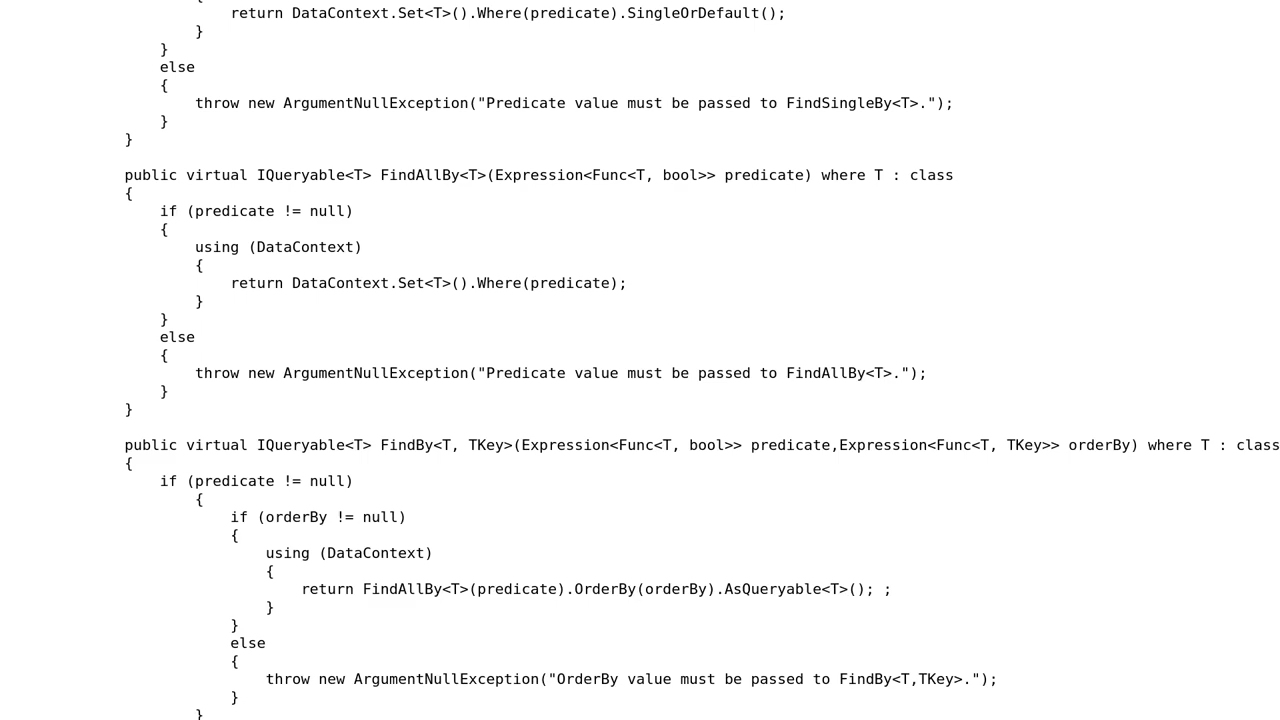 return DataContext.Set<T>().Where(predicate).SingleOrDefault();
}
}
else
{
throw new ArgumentNullException("Predicate value must be passed to FindSingleBy<T>.");
}
}
public virtual IQueryable<T> FindAllBy<T>(Expression<Func<T, bool>> predicate) where T : class
{
if (predicate != null)
{
using (DataContext)
{
return DataContext.Set<T>().Where(predicate);
}
}
else
{
throw new ArgumentNullException("Predicate value must be passed to FindAllBy<T>.");
}
}
public virtual IQueryable<T> FindBy<T, TKey>(Expression<Func<T, bool>> predicate,Expression<Func<T, TKey>> orderBy) where T : class
{
if (predicate != null)
{
if (orderBy != null)
{
using (DataContext)
{
return FindAllBy<T>(predicate).OrderBy(orderBy).AsQueryable<T>(); ;
}
}
else
{
throw new ArgumentNullException("OrderBy value must be passed to FindBy<T,TKey>.");
}
}